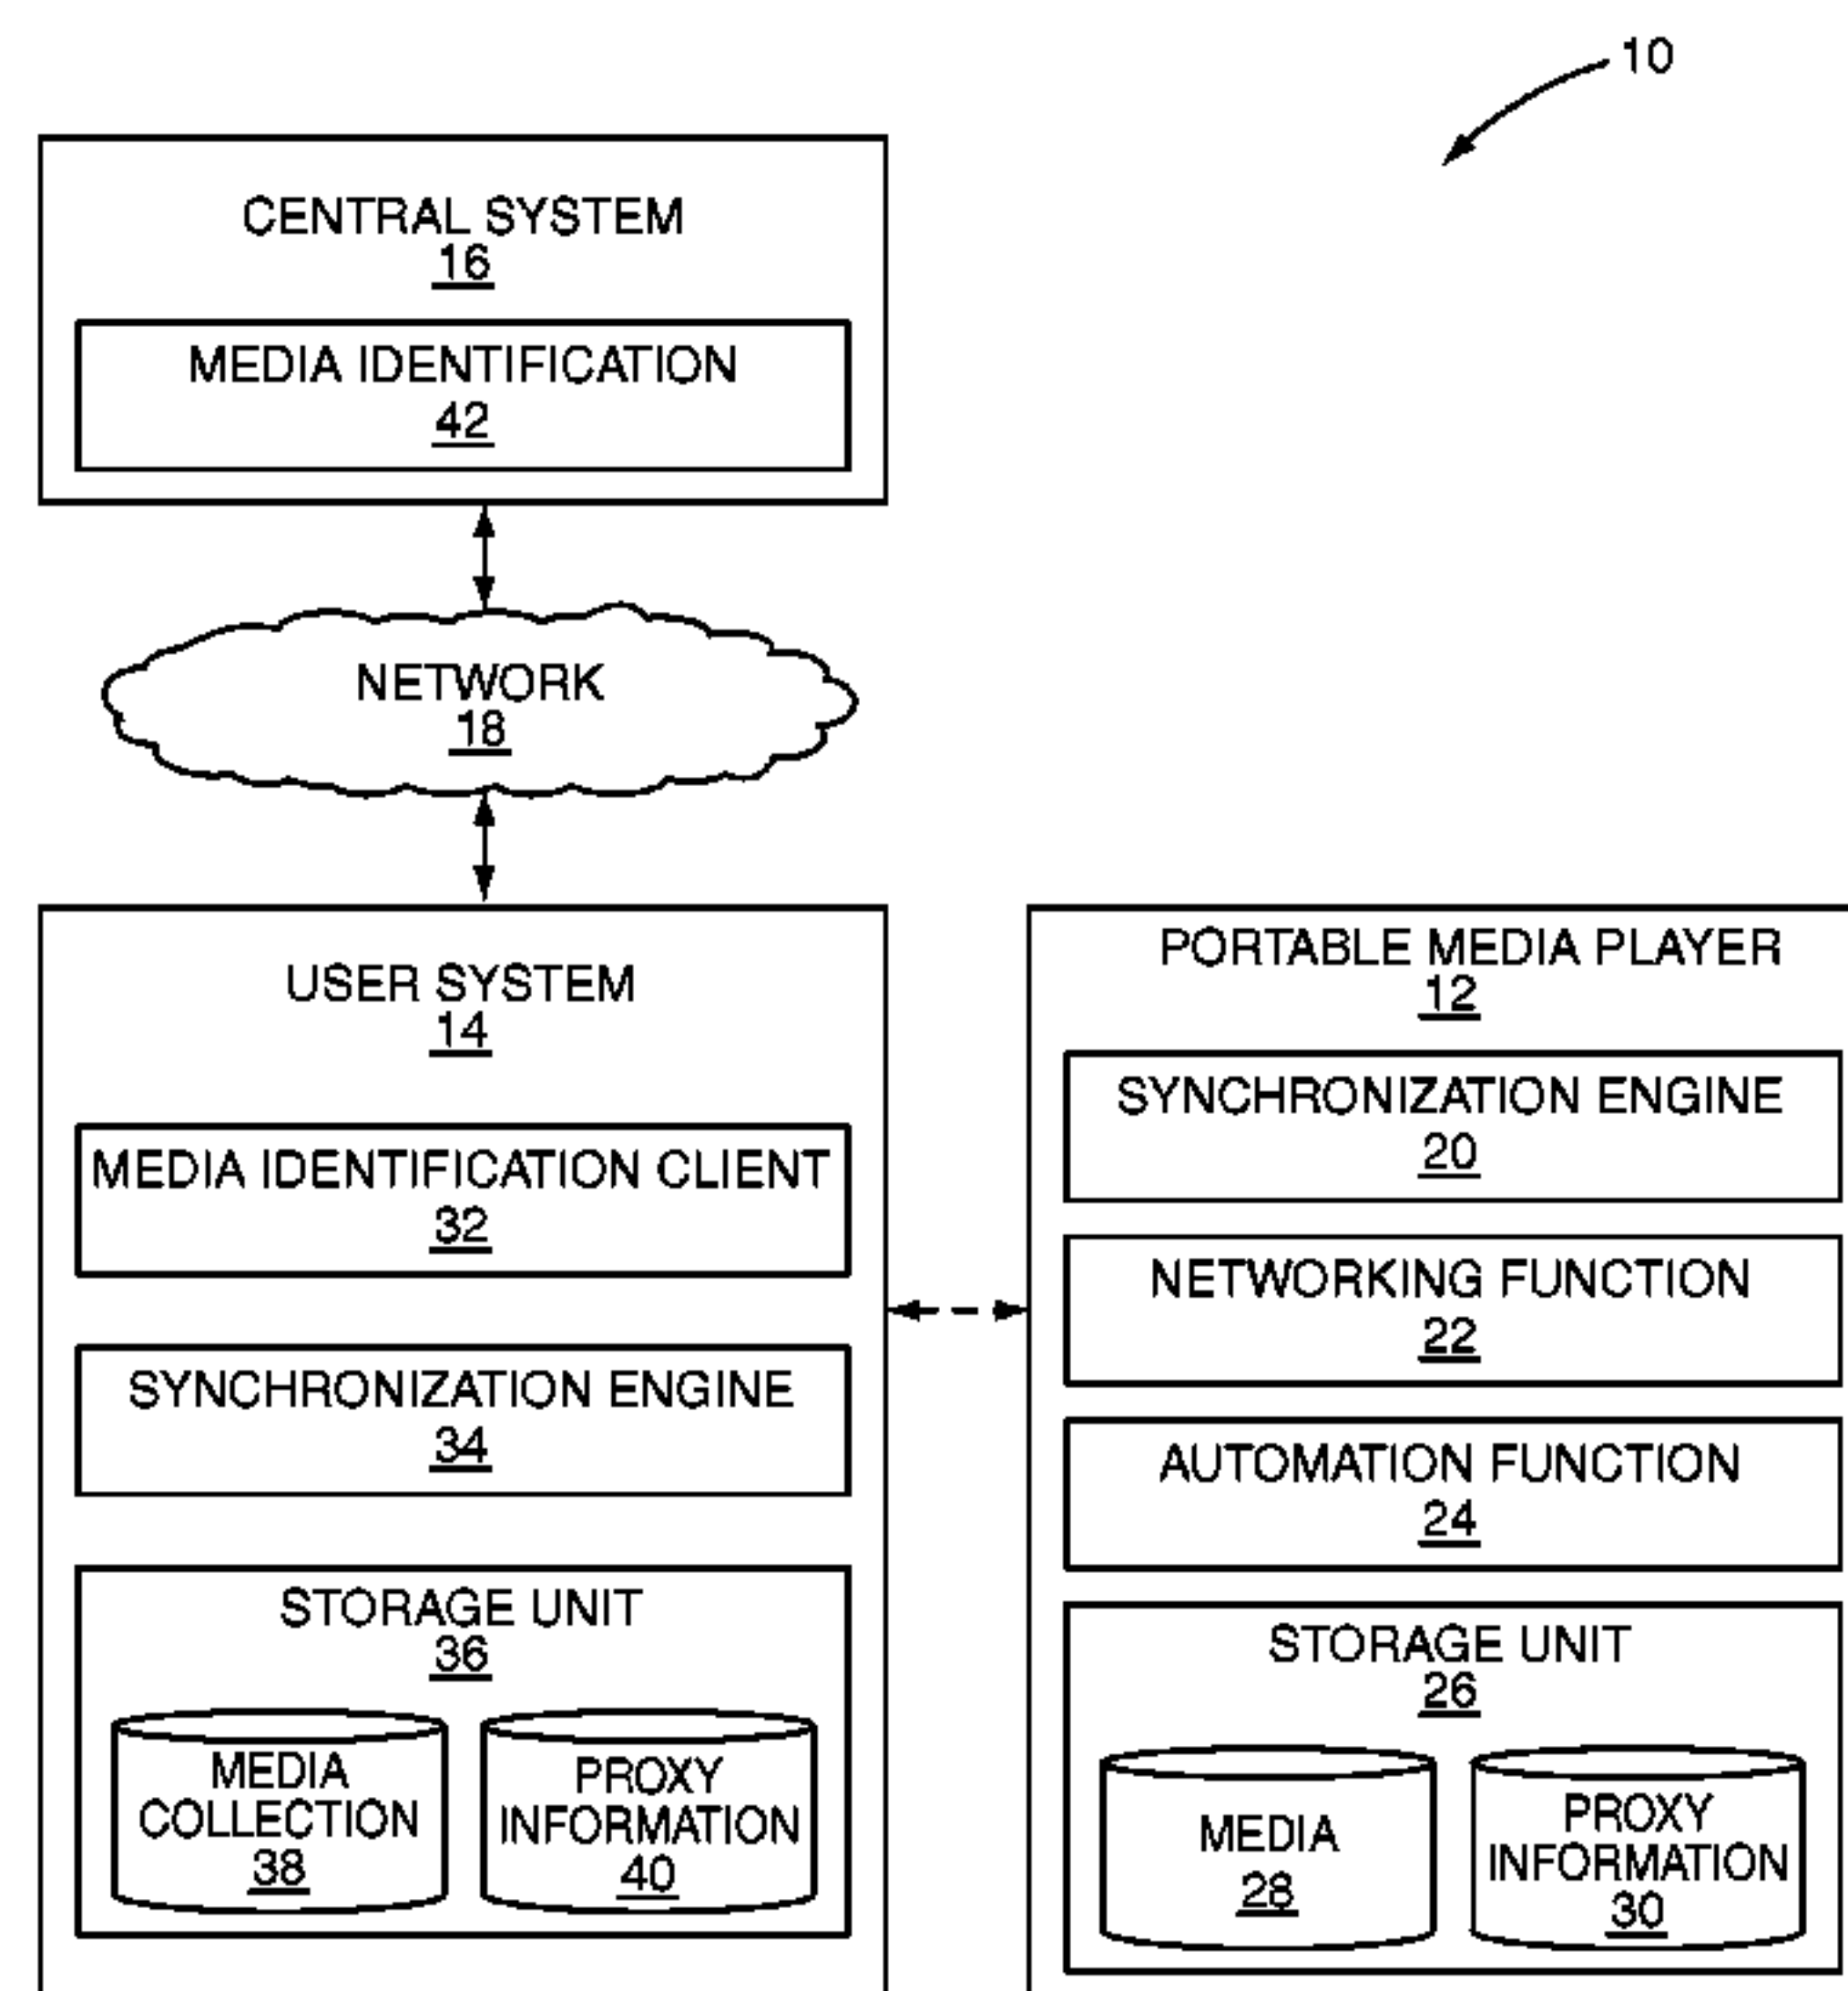 10
CENTRAL SYSTEM
16
MEDIA IDENTIFICATION
42
NETWORK
18
USER SYSTEM
14
MEDIA IDENTIFICATION CLIENT
32
SYNCHRONIZATION ENGINE
34
STORAGE UNIT
36
MEDIA
COLLECTION
38
PROXY
INFORMATION
40
PORTABLE MEDIA PLAYER
12
SYNCHRONIZATION ENGINE
20
NETWORKING FUNCTION
22
AUTOMATION FUNCTION
24
STORAGE UNIT
26
MEDIA
28
PROXY
INFORMATION
30